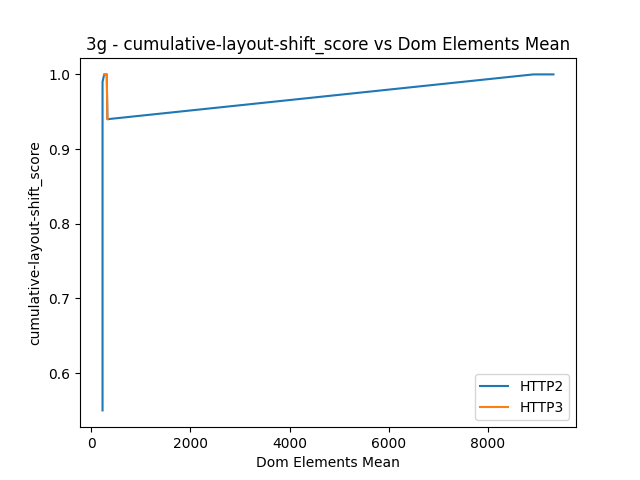 3g - cumulative-layout-shift_score vs Dom Elements Mean
cumulative-layout-shift_score
1.0
0.9
0.8
0.7
0.6
0
2000
4000
6000
8000
Dom Elements Mean
HTTP2
HTTP3